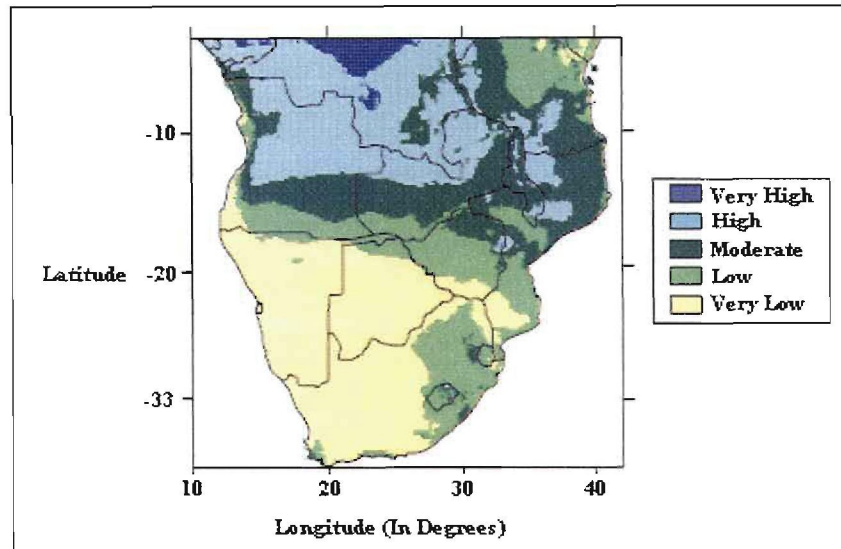 -10
Latitude -20
-33
10 20 30 40
Longitude (In Degrees)
Very High
High
Moderate
Low
Very Low